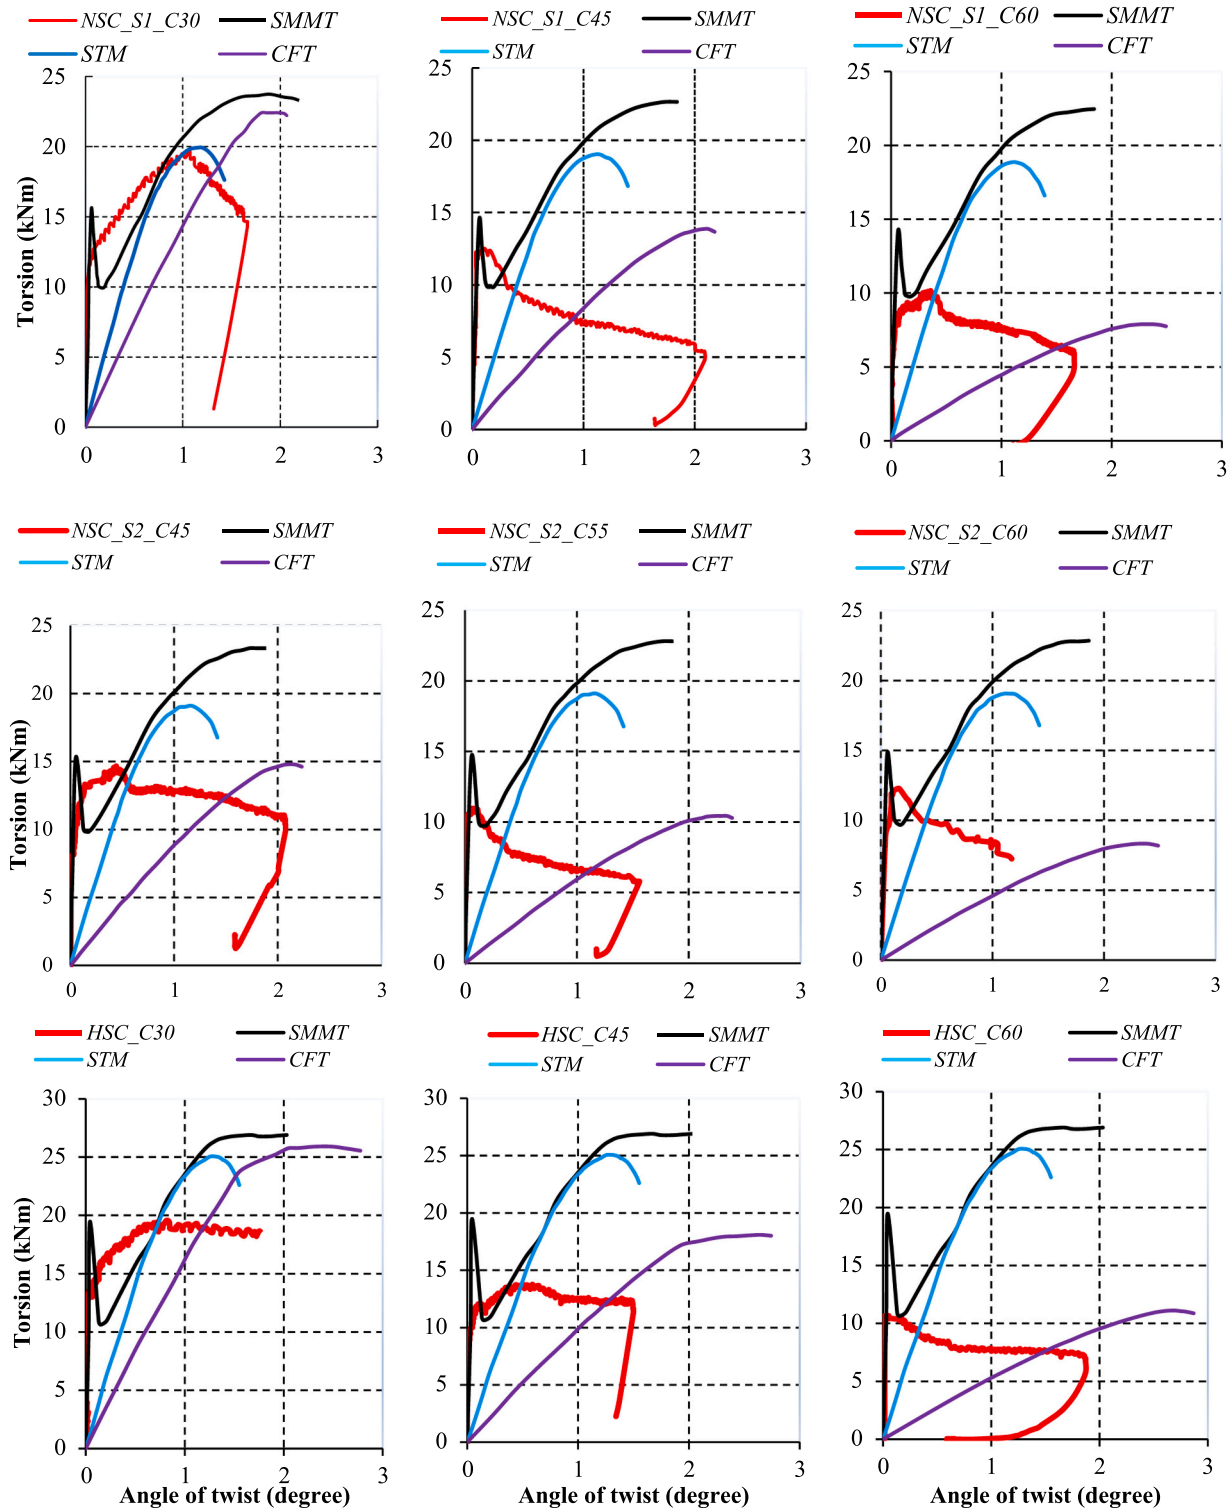 NSC_S1_C30 SMMT
STM CFT
NSC_S1_C45 SMMT
STM CFT
NSC_S1_C60 SMMT
STM CFT
Torsion (kNm)
25
20
15
10
5
0
0 1 2 3
25
20
15
10
5
0
0 1 2 3
25
20
15
10
5
0
0 1 2 3
NSC_S2_C45 SMMT
STM CFT
NSC_S2_C55 SMMT
STM CFT
NSC_S2_C60 SMMT
STM CFT
Torsion (kNm)
25
20
15
10
5
0
0 1 2 3
25
20
15
10
5
0
0 1 2 3
25
20
15
10
5
0
0 1 2 3
HSC_C30 SMMT
STM CFT
HSC_C45 SMMT
STM CFT
HSC_C60 SMMT
STM CFT
Torsion (kNm)
30
25
20
15
10
5
0
0 1 2 3
Angle of twist (degree)
30
25
20
15
10
5
0
0 1 2 3
Angle of twist (degree)
30
25
20
15
10
5
0
0 1 2 3
Angle of twist (degree)